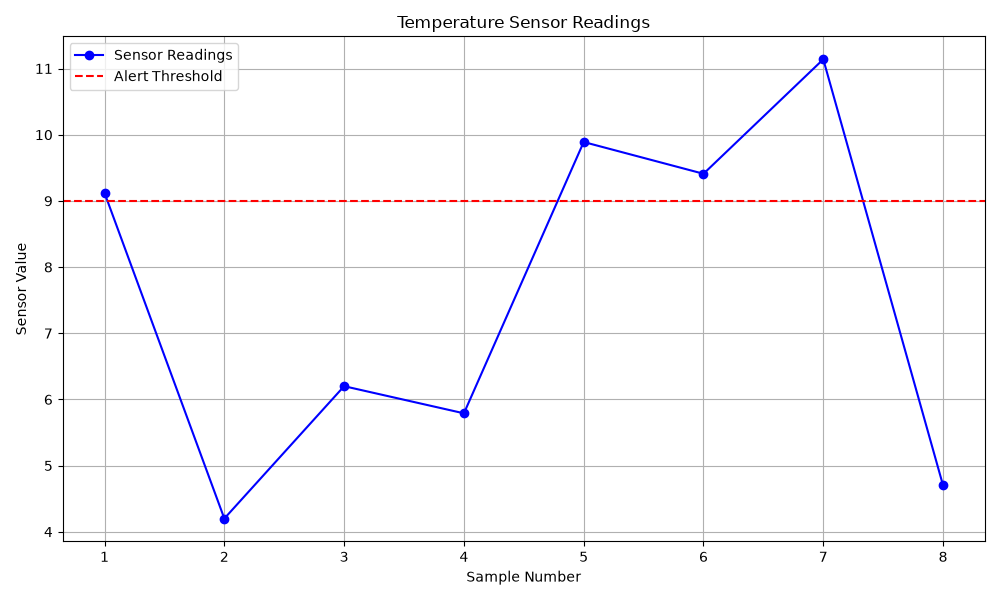 Temperature Sensor Readings
Sensor Readings
Alert Threshold
11
10
9
8
7
6
5
4
Sensor Value
1 2 3 4 5 6 7 8
Sample Number